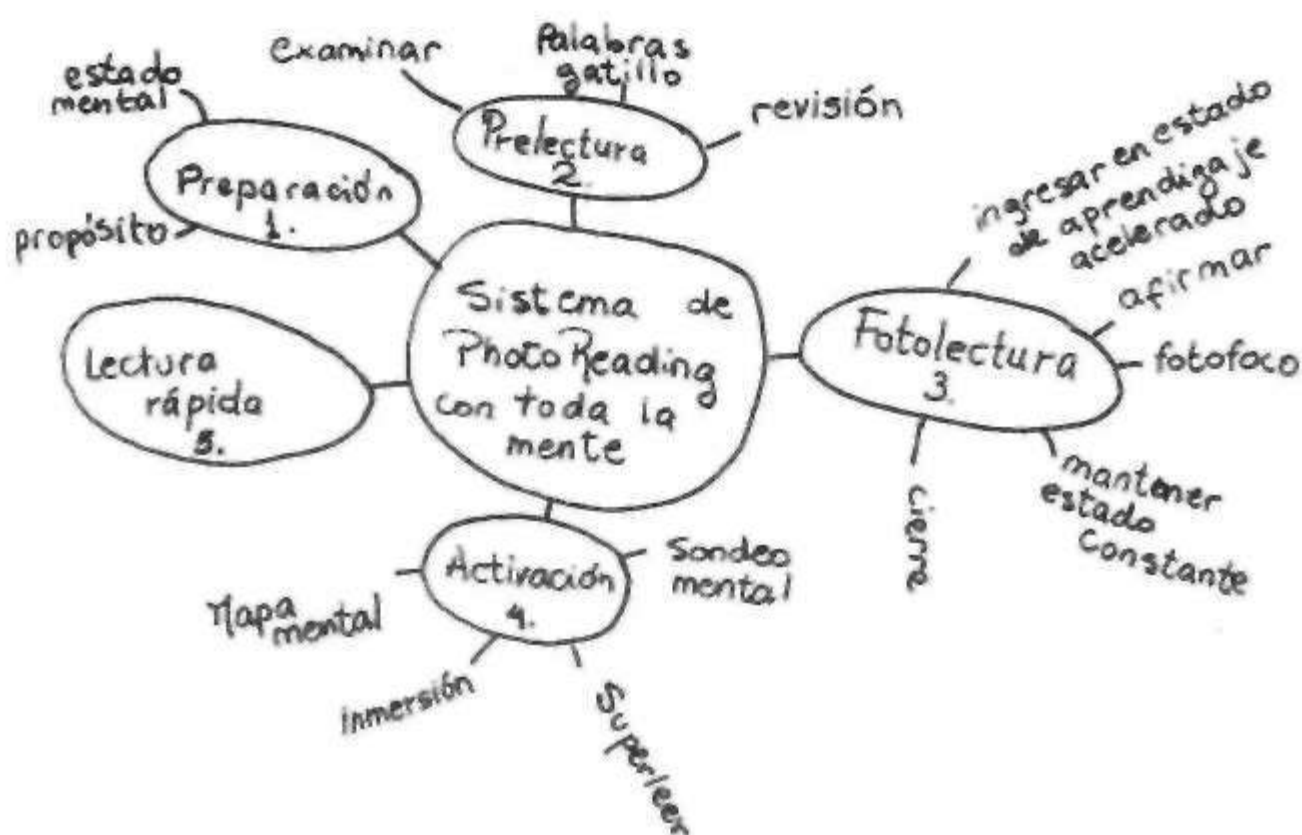 Sistema de
PhotoReading
con toda la
mente
Preparación
1.
estado
mental
propósito
Prelectura
2.
examinar
Palabras
gatillo
revisión
Fotolectura
3.
ingresar en estado
de aprendizaje
acelerado
afirmar
fotofoco
mantener
estado
constante
cierre
Activación
4.
Sondeo
mental
Superleer
inmersión
Mapa
mental
Lectura
rápida
5.